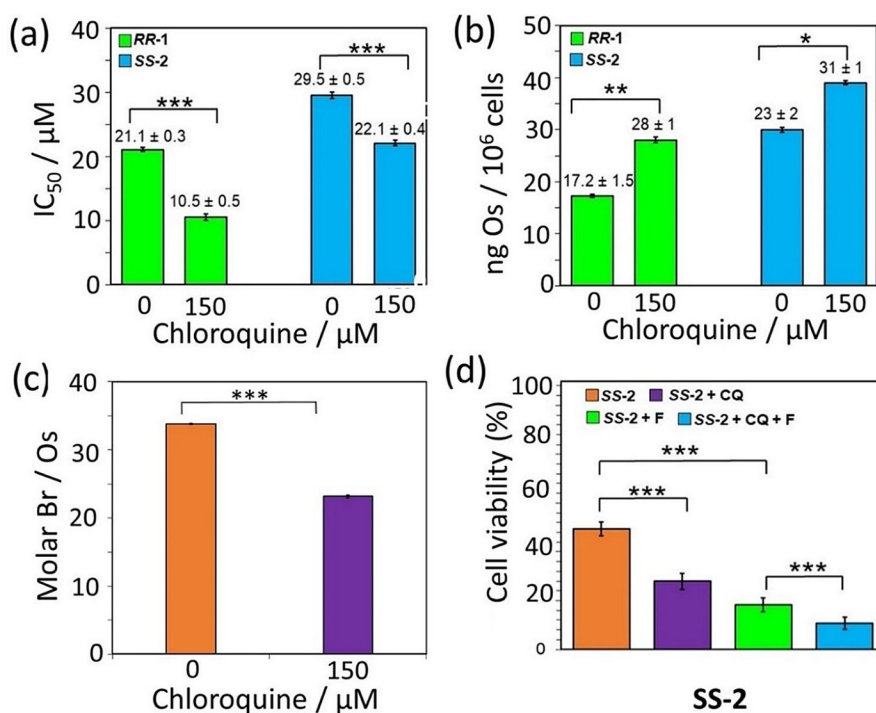 (a)
RR-1
SS-2
IC50 / μM
40
30
20
10
0
***
***
21.1 ± 0.3
10.5 ± 0.5
29.5 ± 0.5
22.1 ± 0.4
0 150 0 150
Chloroquine / μM
(b)
RR-1
SS-2
ng Os / 10⁶ cells
50
40
30
20
10
0
**
*
17.2 ± 1.5
28 ± 1
23 ± 2
31 ± 1
0 150 0 150
Chloroquine / μM
(c)
Molar Br / Os
40
30
20
10
0
***
0 150
Chloroquine / μM
(d)
SS-2 SS-2 + CQ
SS-2 + F SS-2 + CQ + F
Cell viability (%)
100
80
60
40
20
0
***
***
***
SS-2